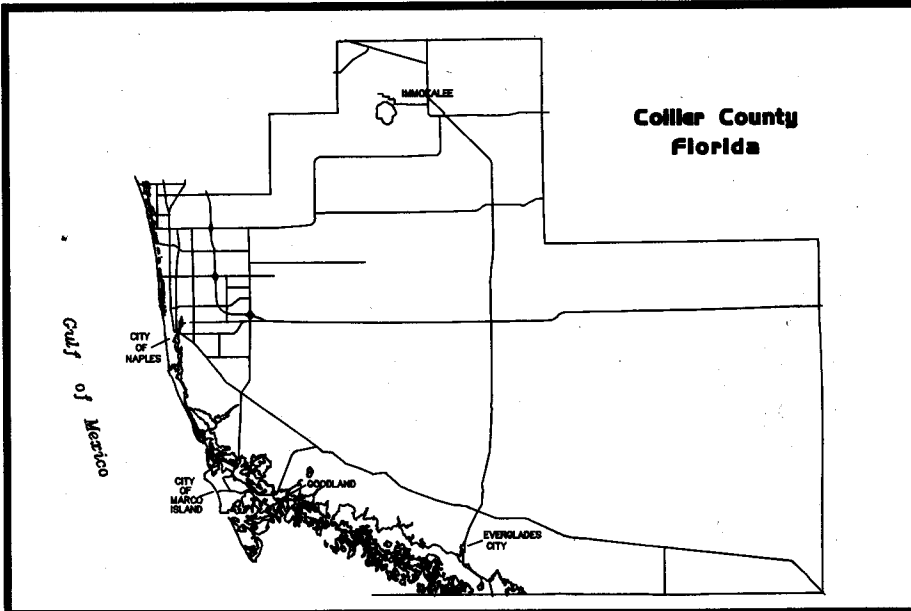 Collier County
Florida
IMMOKALEE
CITY
OF
NAPLES
Gulf of Mexico
CITY
OF
MARCO
ISLAND
GOODLAND
EVERGLADES
CITY